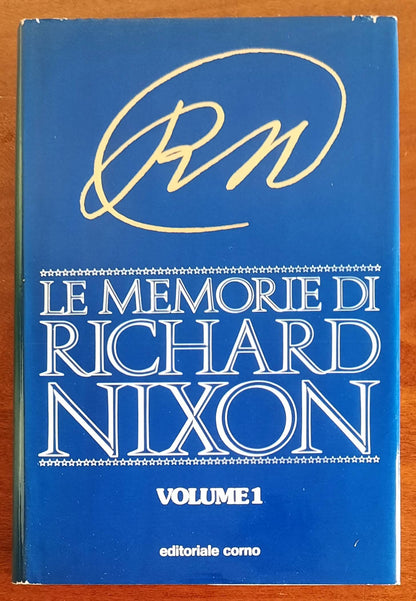 RN
LE MEMORIE DI
RICHARD
NIXON
VOLUME 1
editoriale corno